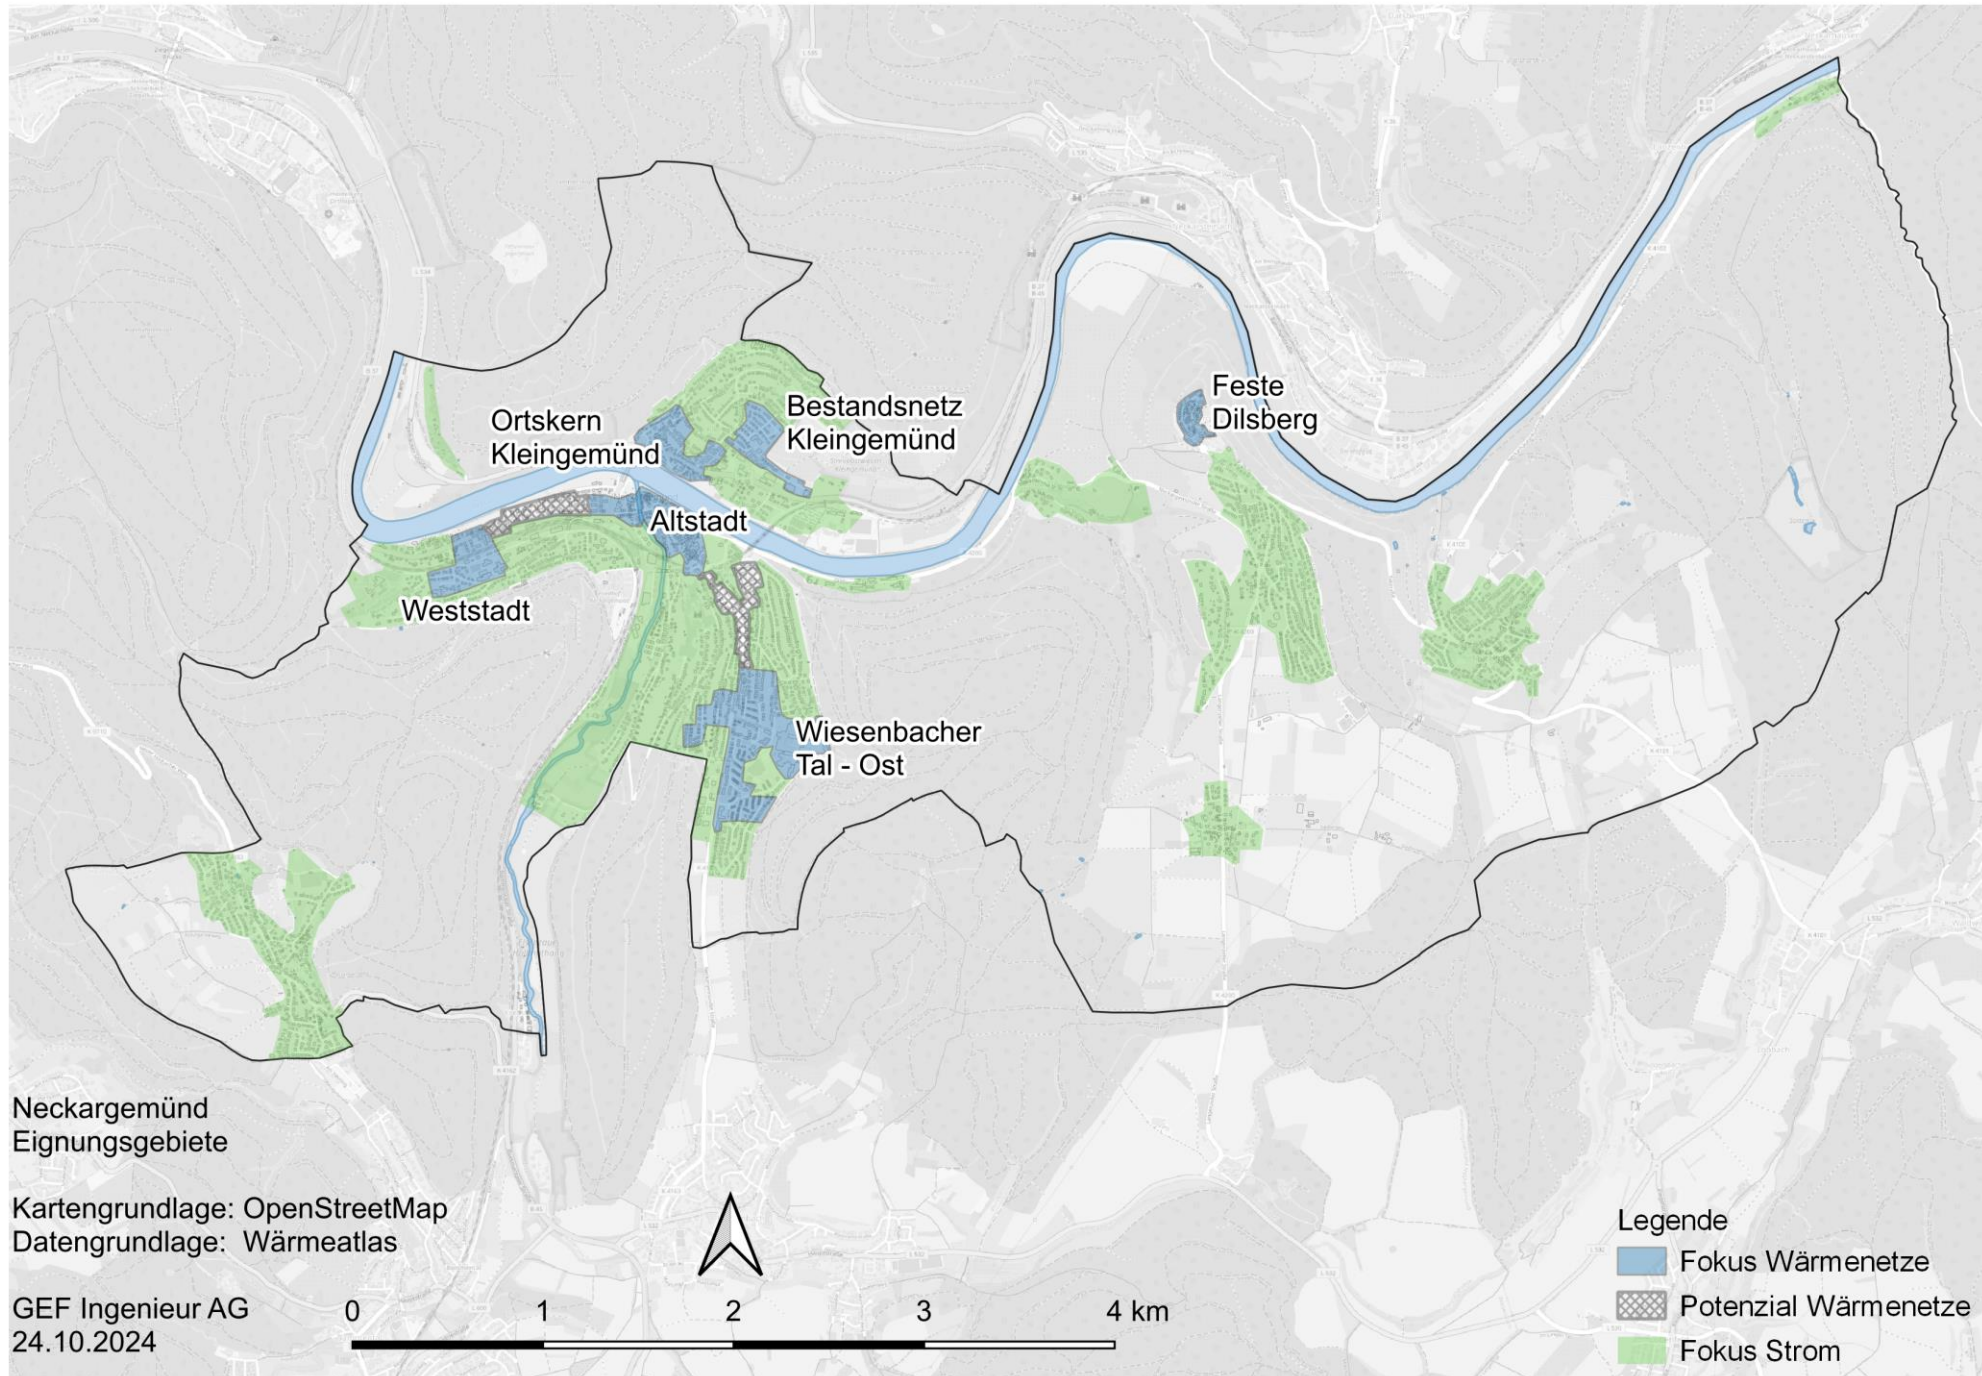 Ortskern
Kleingemünd
Bestandsnetz
Kleingemünd
Feste
Dilsberg
Altstadt
Weststadt
Wiesenbacher
Tal - Ost
Neckargemünd
Eignungsgebiete
Kartengrundlage: OpenStreetMap
Datengrundlage: Wärmeatlas
GEF Ingenieur AG
24.10.2024
0 1 2 3 4 km
Legende
Fokus Wärmenetze
Potenzial Wärmenetze
Fokus Strom